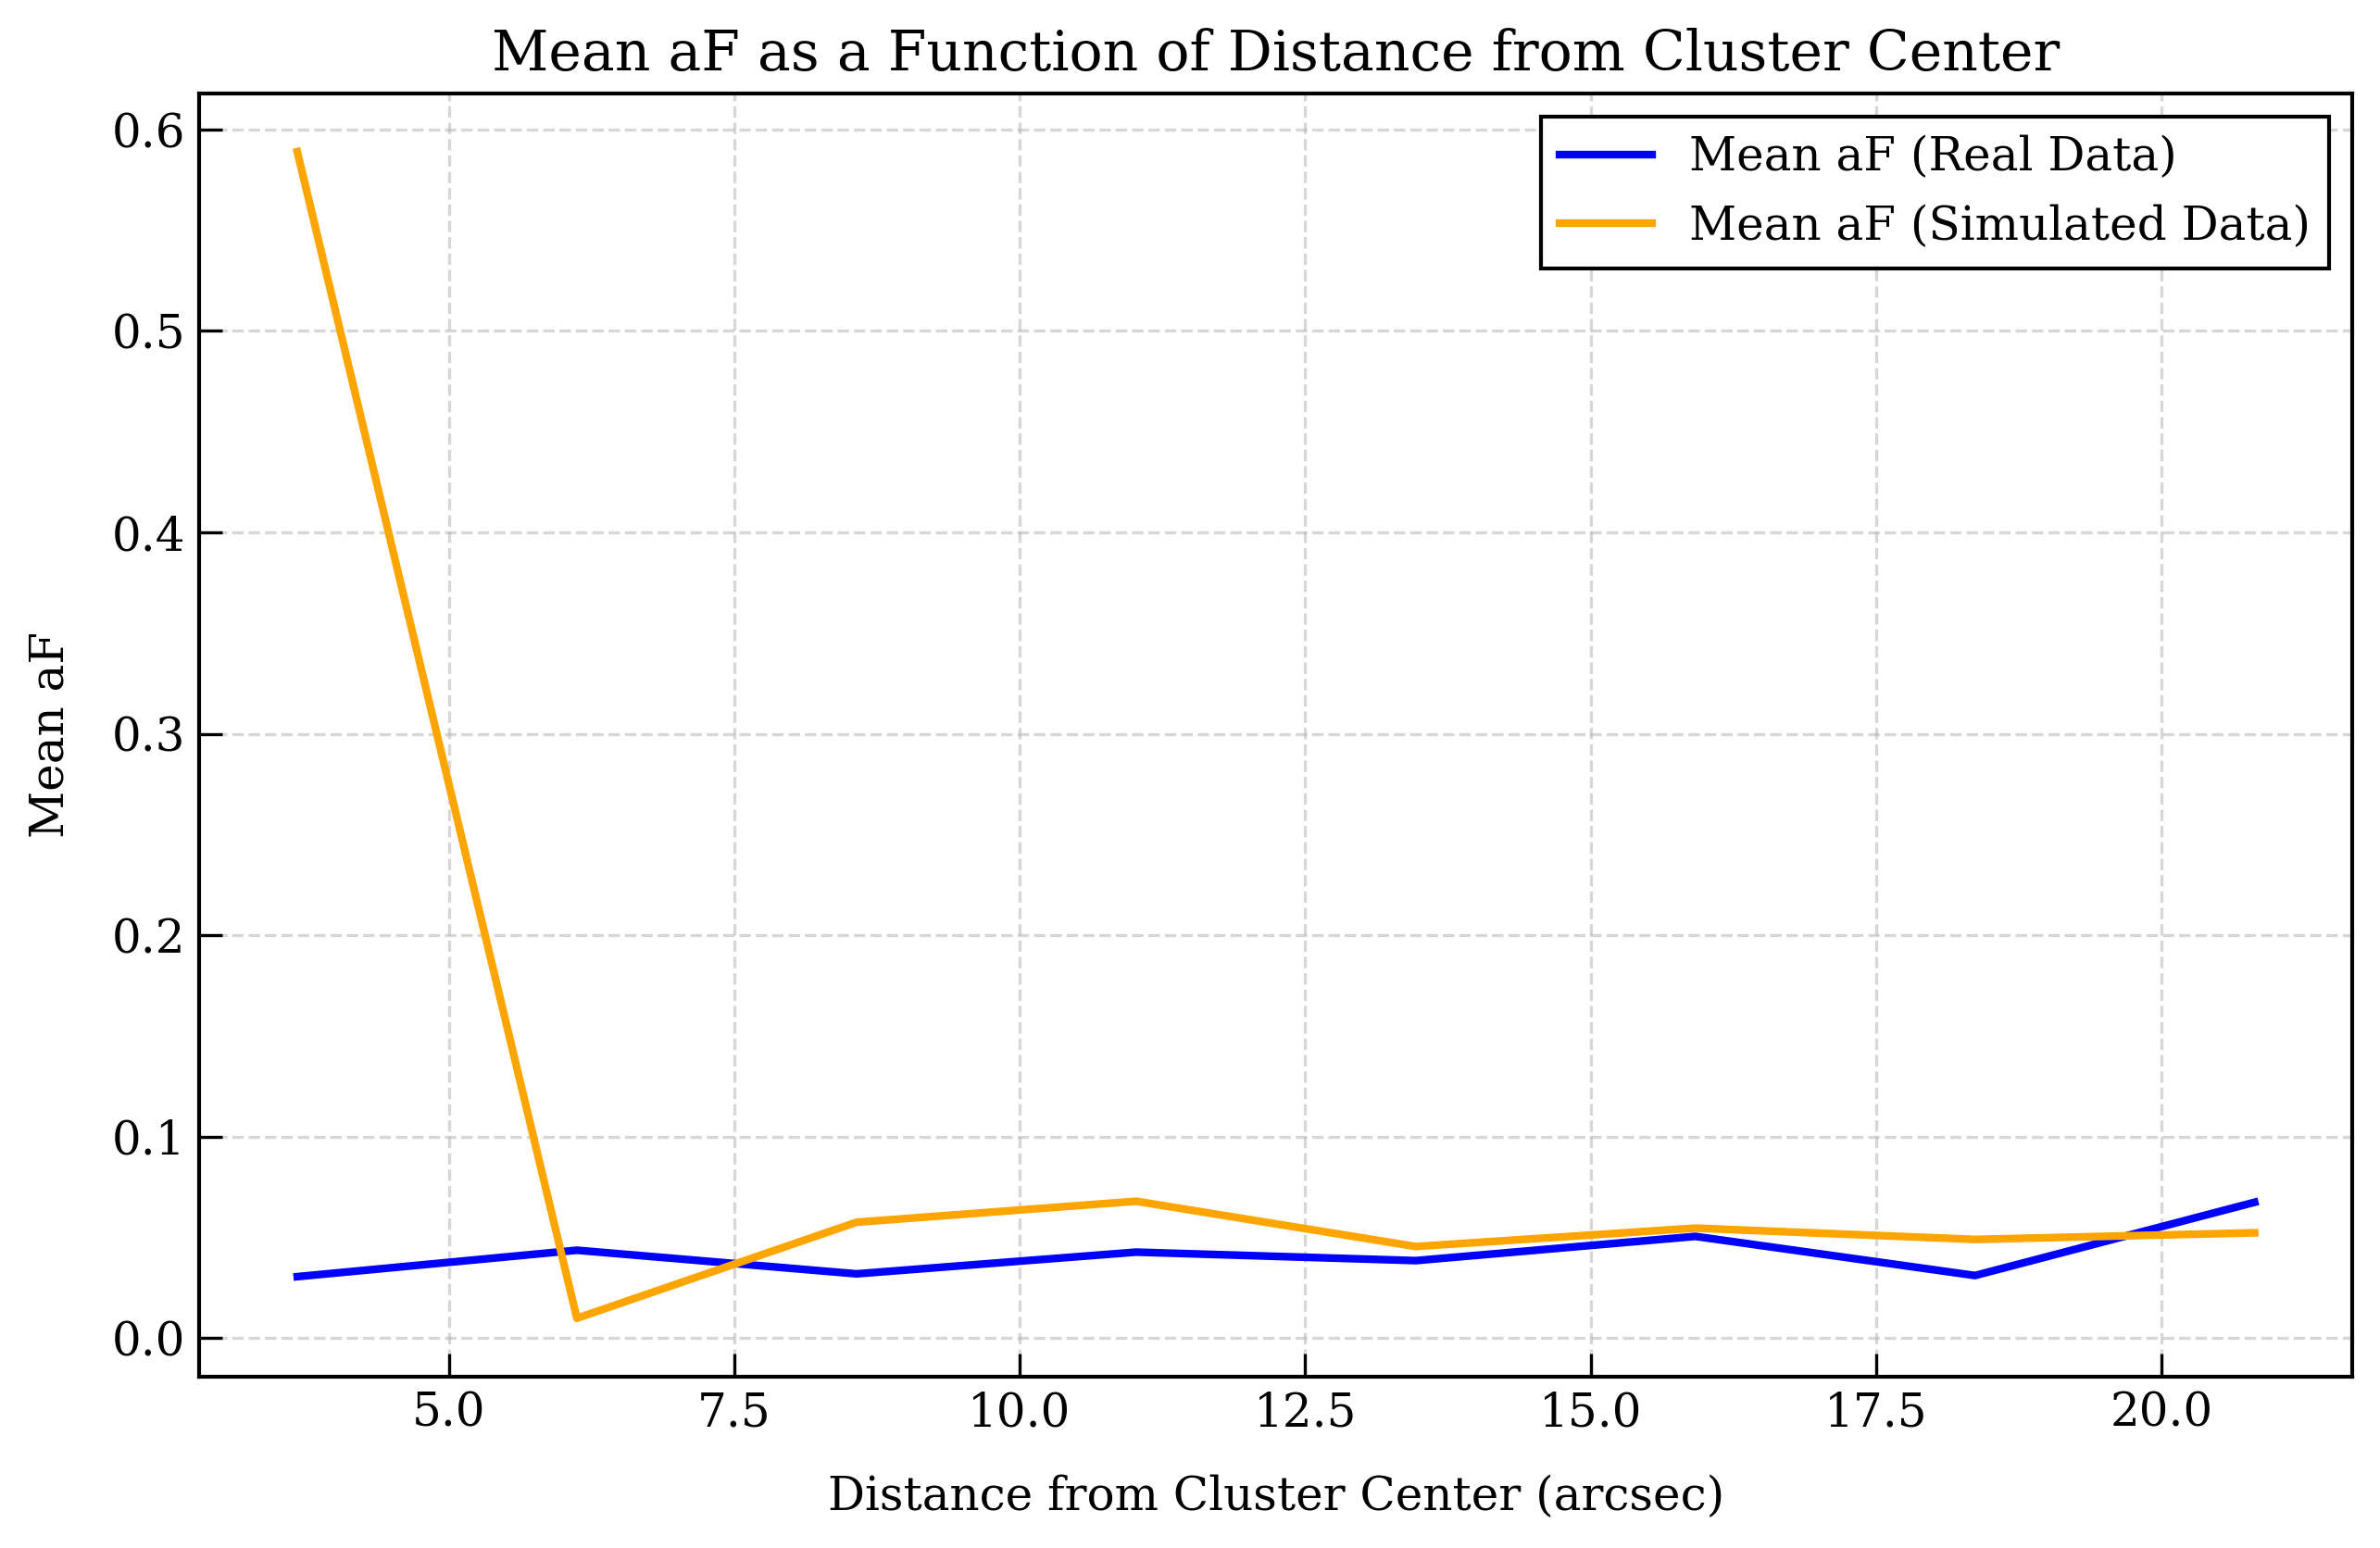 Mean aF as a Function of Distance from Cluster Center
Mean aF (Real Data)
Mean aF (Simulated Data)
Mean aF
0.6
0.5
0.4
0.3
0.2
0.1
0.0
5.0 7.5 10.0 12.5 15.0 17.5 20.0
Distance from Cluster Center (arcsec)